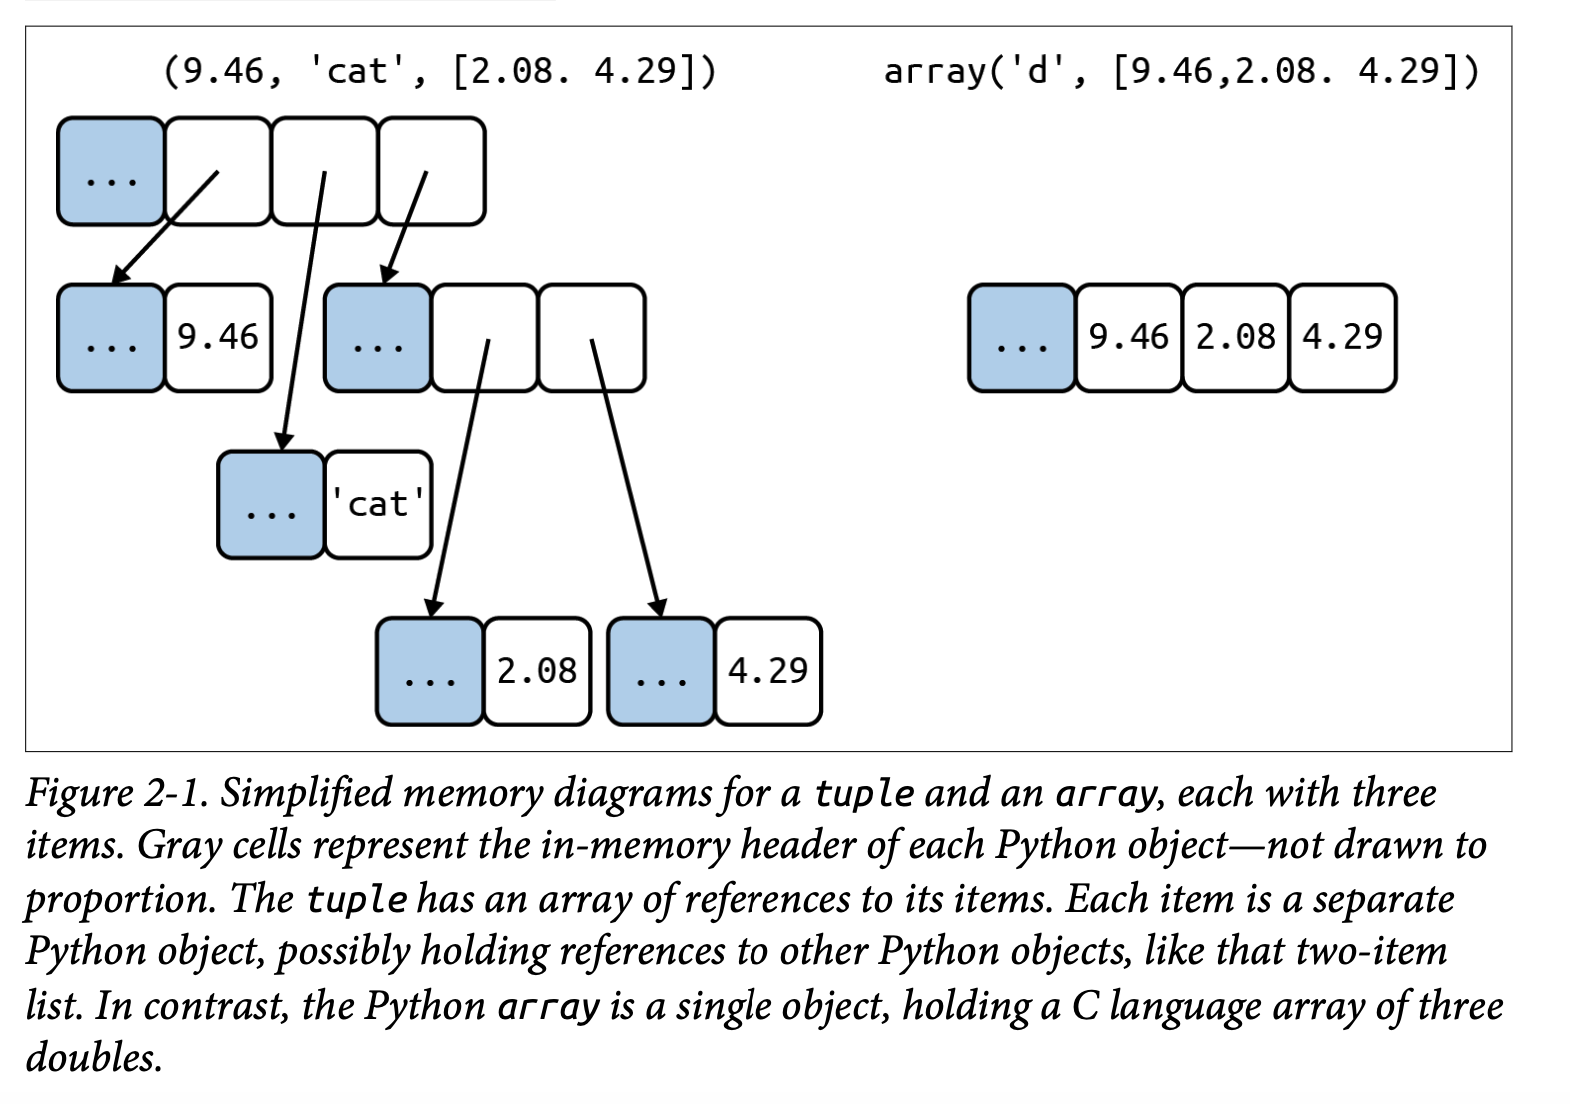 (9.46, 'cat', [2.08. 4.29])
array('d', [9.46,2.08. 4.29])
...
... 9.46
...
... 9.46 2.08 4.29
... 'cat'
... 2.08
... 4.29
Figure 2-1. Simplified memory diagrams for a tuple and an array, each with three
items. Gray cells represent the in-memory header of each Python object—not drawn to
proportion. The tuple has an array of references to its items. Each item is a separate
Python object, possibly holding references to other Python objects, like that two-item
list. In contrast, the Python array is a single object, holding a C language array of three
doubles.